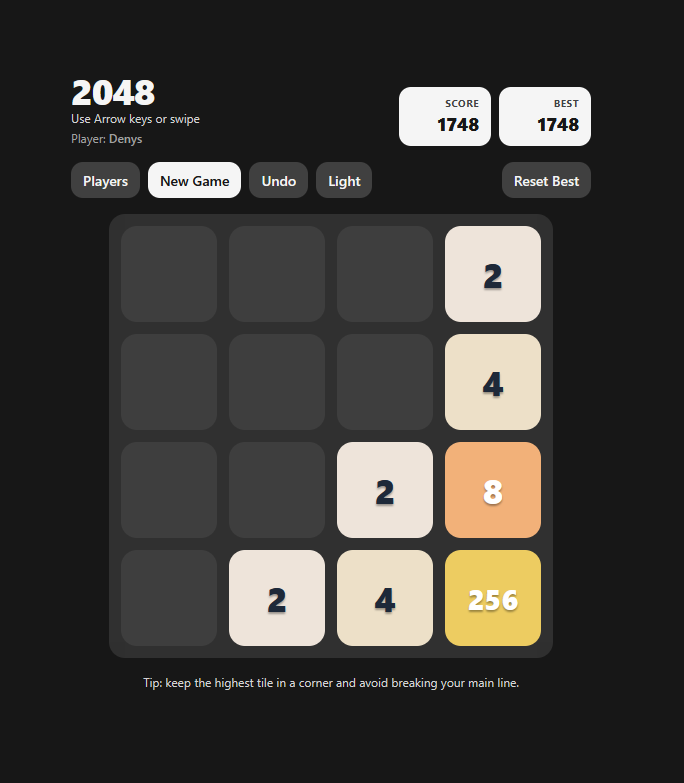 2048
Use Arrow keys or swipe
Player: Denys
SCORE
1748
BEST
1748
Players
New Game
Undo
Light
Reset Best
2
4
2 8
2 4 256
Tip: keep the highest tile in a corner and avoid breaking your main line.